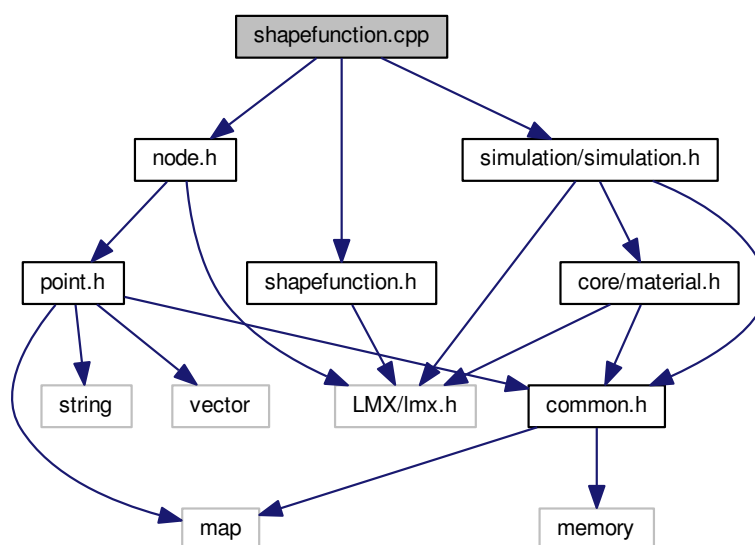 shapefunction.cpp
node.h
simulation/simulation.h
point.h
shapefunction.h
core/material.h
string
vector
LMX/lmx.h
common.h
map
memory